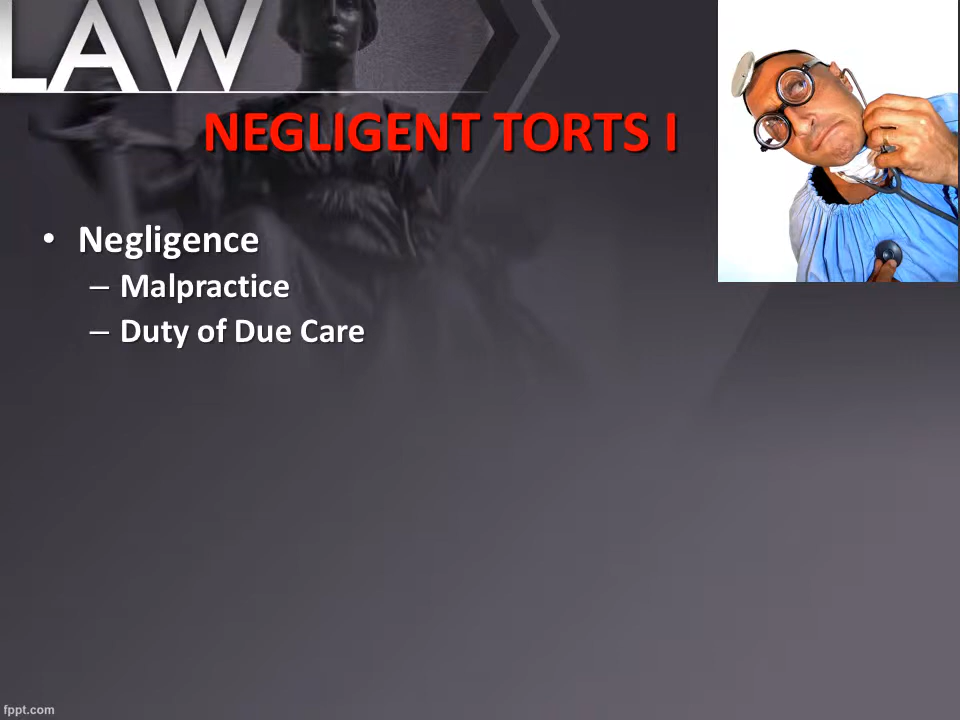 LAW
NEGLIGENT TORTS I
• Negligence
– Malpractice
– Duty of Due Care
fppt.com